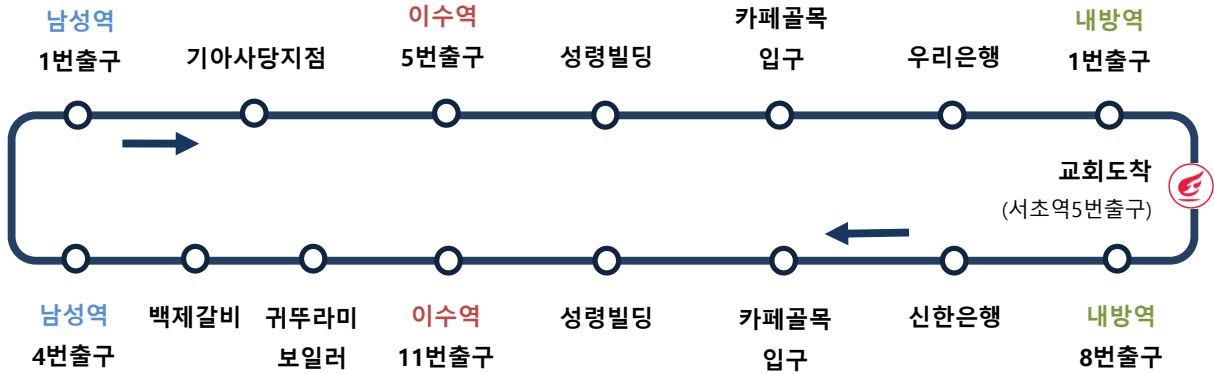 남성역
1번출구
기아사당지점
이수역
5번출구
성령빌딩
카페골목
입구
우리은행
내방역
1번출구
교회도착
(서초역5번출구)
남성역
4번출구
백제갈비
귀뚜라미
보일러
이수역
11번출구
성령빌딩
카페골목
입구
신한은행
내방역
8번출구